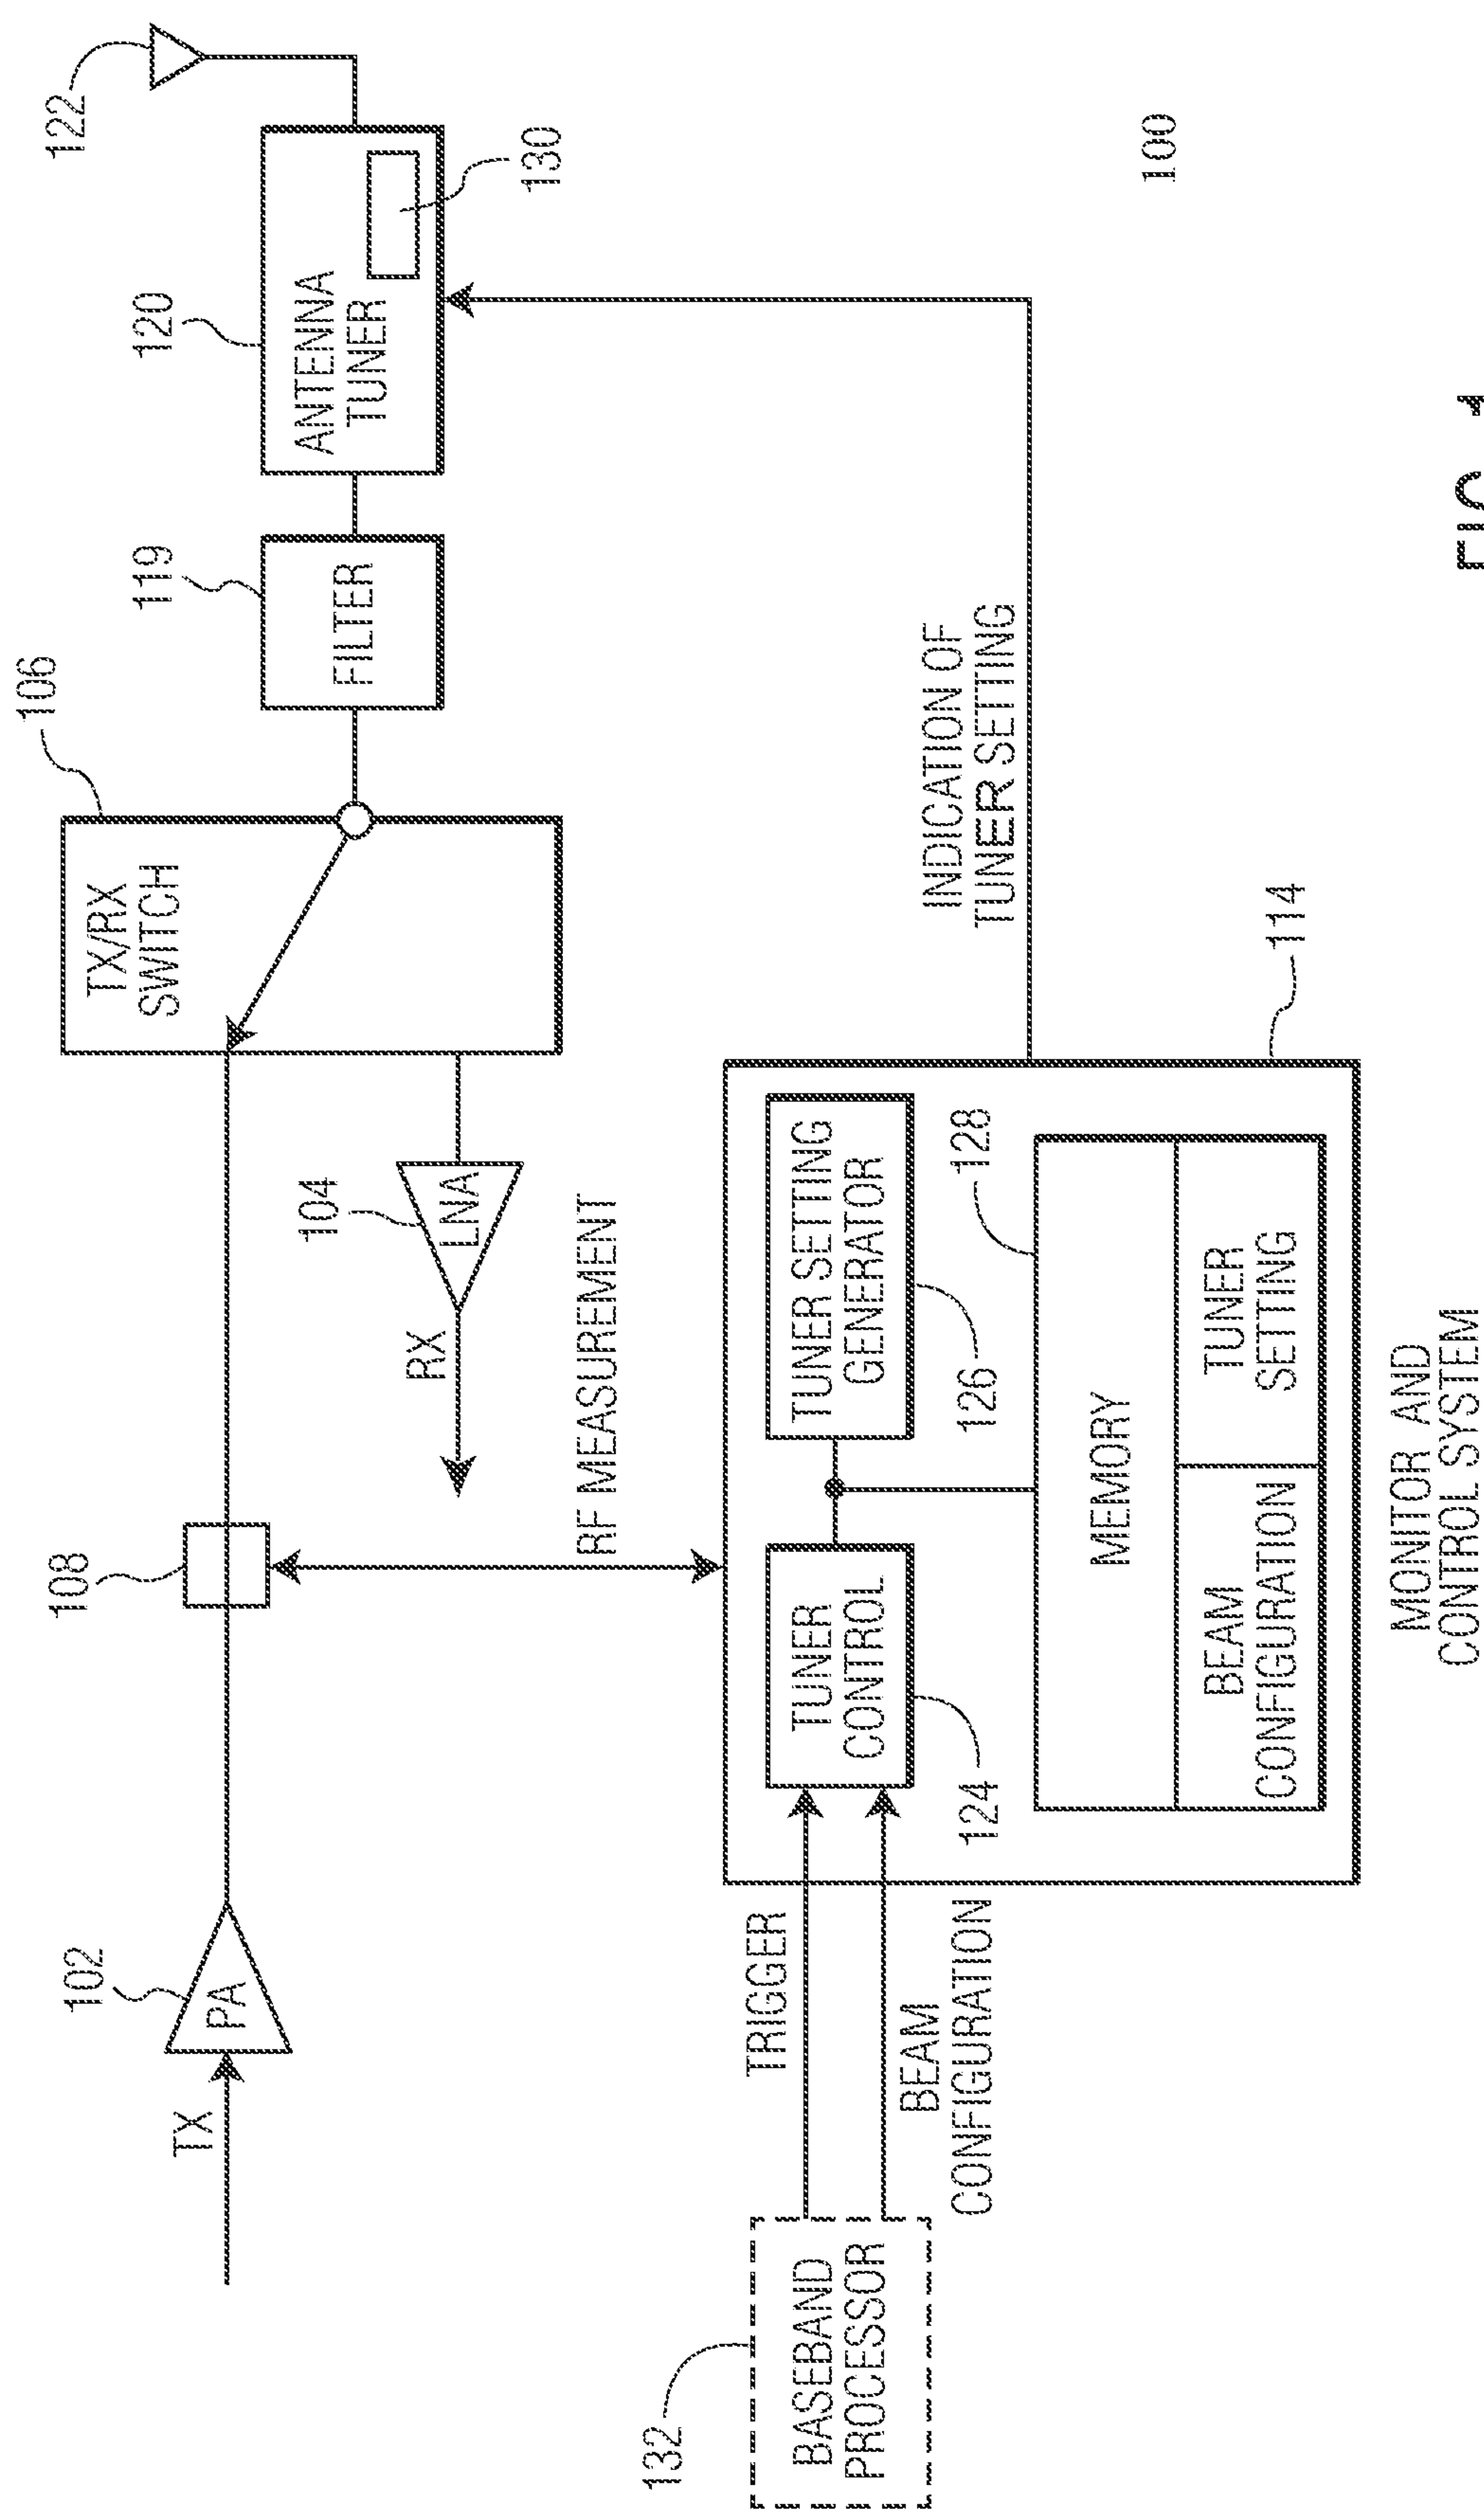 122
120
ANTENNA
TUNER
130
119
FILTER
106
TX/RX
SWITCH
104
LNA
RX
108
102
PA
TX
RF MEASUREMENT
INDICATION OF
TUNER SETTING
100
114
TUNER SETTING
GENERATOR
126
128
TUNER
CONTROL
124
MEMORY
BEAM
CONFIGURATION
TUNER
SETTING
MONITOR AND
CONTROL SYSTEM
TRIGGER
BEAM
CONFIGURATION
BASEBAND
PROCESSOR
132